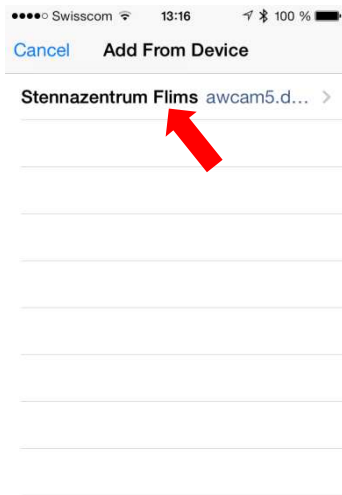 Swisscom 13:16 100 %
Cancel Add From Device
Stennazentrum Flims awcam5.d...